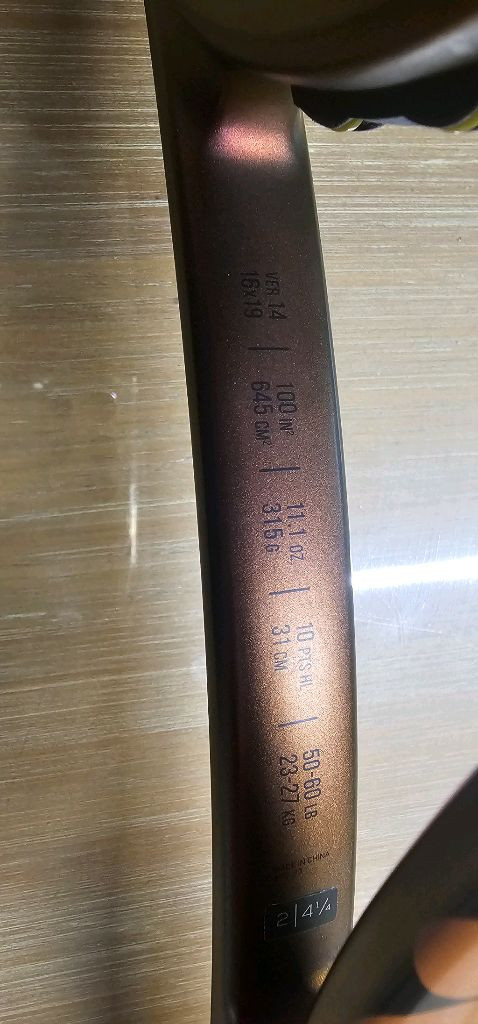 VER 14
16x19
100 IN²
645 CM²
11.1 OZ
315 G
10 PTS HL
31 CM
50-60 LB
23-27 KG
MADE IN CHINA
2 | 4¼